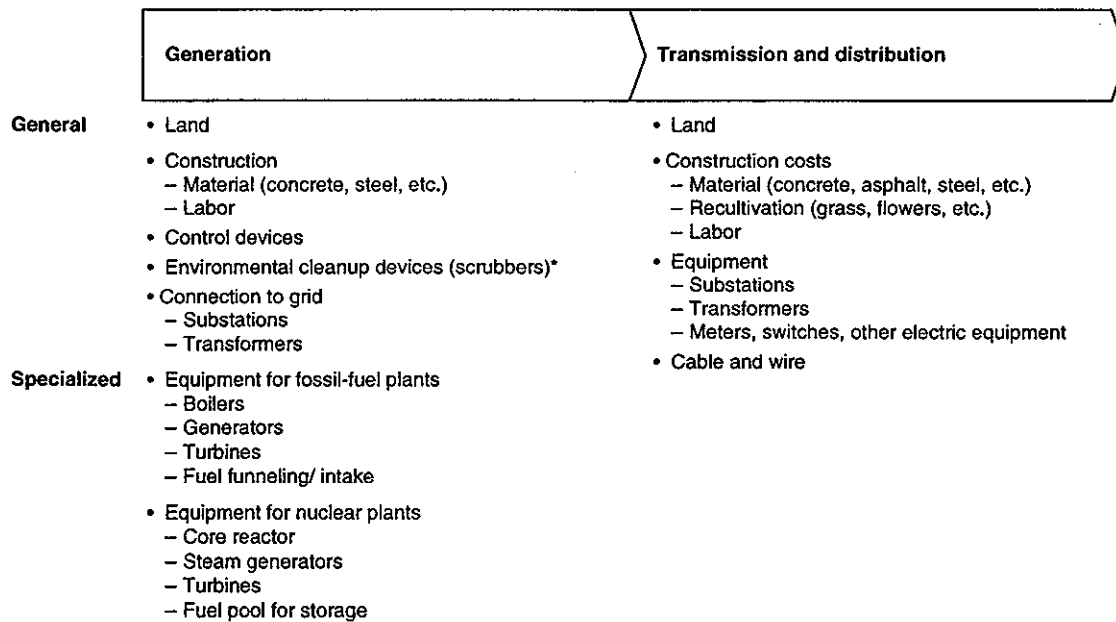 Generation
Transmission and distribution
General
• Land
• Construction
– Material (concrete, steel, etc.)
– Labor
• Control devices
• Environmental cleanup devices (scrubbers)*
• Connection to grid
– Substations
– Transformers
• Land
• Construction costs
– Material (concrete, asphalt, steel, etc.)
– Recultivation (grass, flowers, etc.)
– Labor
• Equipment
– Substations
– Transformers
– Meters, switches, other electric equipment
• Cable and wire
Specialized
• Equipment for fossil-fuel plants
– Boilers
– Generators
– Turbines
– Fuel funneling/ intake
• Equipment for nuclear plants
– Core reactor
– Steam generators
– Turbines
– Fuel pool for storage